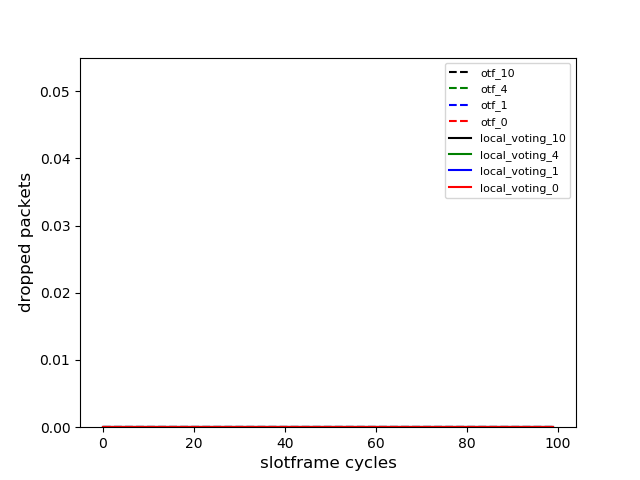 otf_10
otf_4
otf_1
otf_0
local_voting_10
local_voting_4
local_voting_1
local_voting_0
0.05
0.04
0.03
0.02
0.01
0.00
dropped packets
0 20 40 60 80 100
slotframe cycles